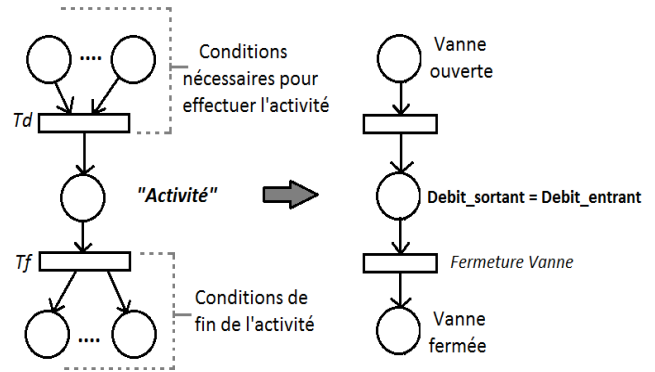 ....
Conditions
nécessaires pour
effectuer l'activité
Td
"Activité"
Tf
Conditions de
fin de l'activité
....
Vanne
ouverte
Debit_sortant = Debit_entrant
Fermeture Vanne
Vanne
fermée